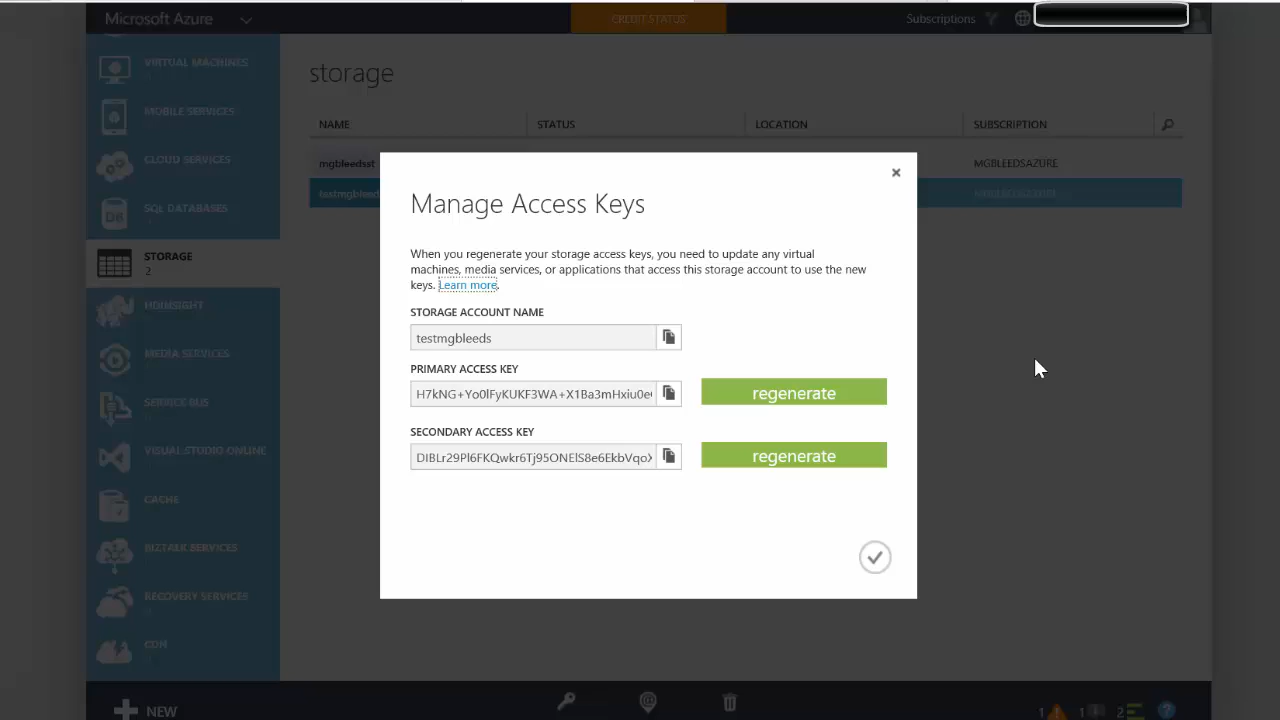 Microsoft Azure
CREDIT STATUS
Subscriptions
VIRTUAL MACHINES
MOBILE SERVICES
CLOUD SERVICES
SQL DATABASES
STORAGE
2
HDINSIGHT
MEDIA SERVICES
SERVICE BUS
VISUAL STUDIO ONLINE
CACHE
BIZTALK SERVICES
RECOVERY SERVICES
CDN
storage
NAME STATUS LOCATION SUBSCRIPTION
mgbleedsst MGBLEEDSAZURE
testmgbleed
Manage Access Keys
When you regenerate your storage access keys, you need to update any virtual
machines, media services, or applications that access this storage account to use the new
keys. Learn more.
STORAGE ACCOUNT NAME
testmgbleeds
PRIMARY ACCESS KEY
regenerate
SECONDARY ACCESS KEY
regenerate
NEW
1 1 2 ?